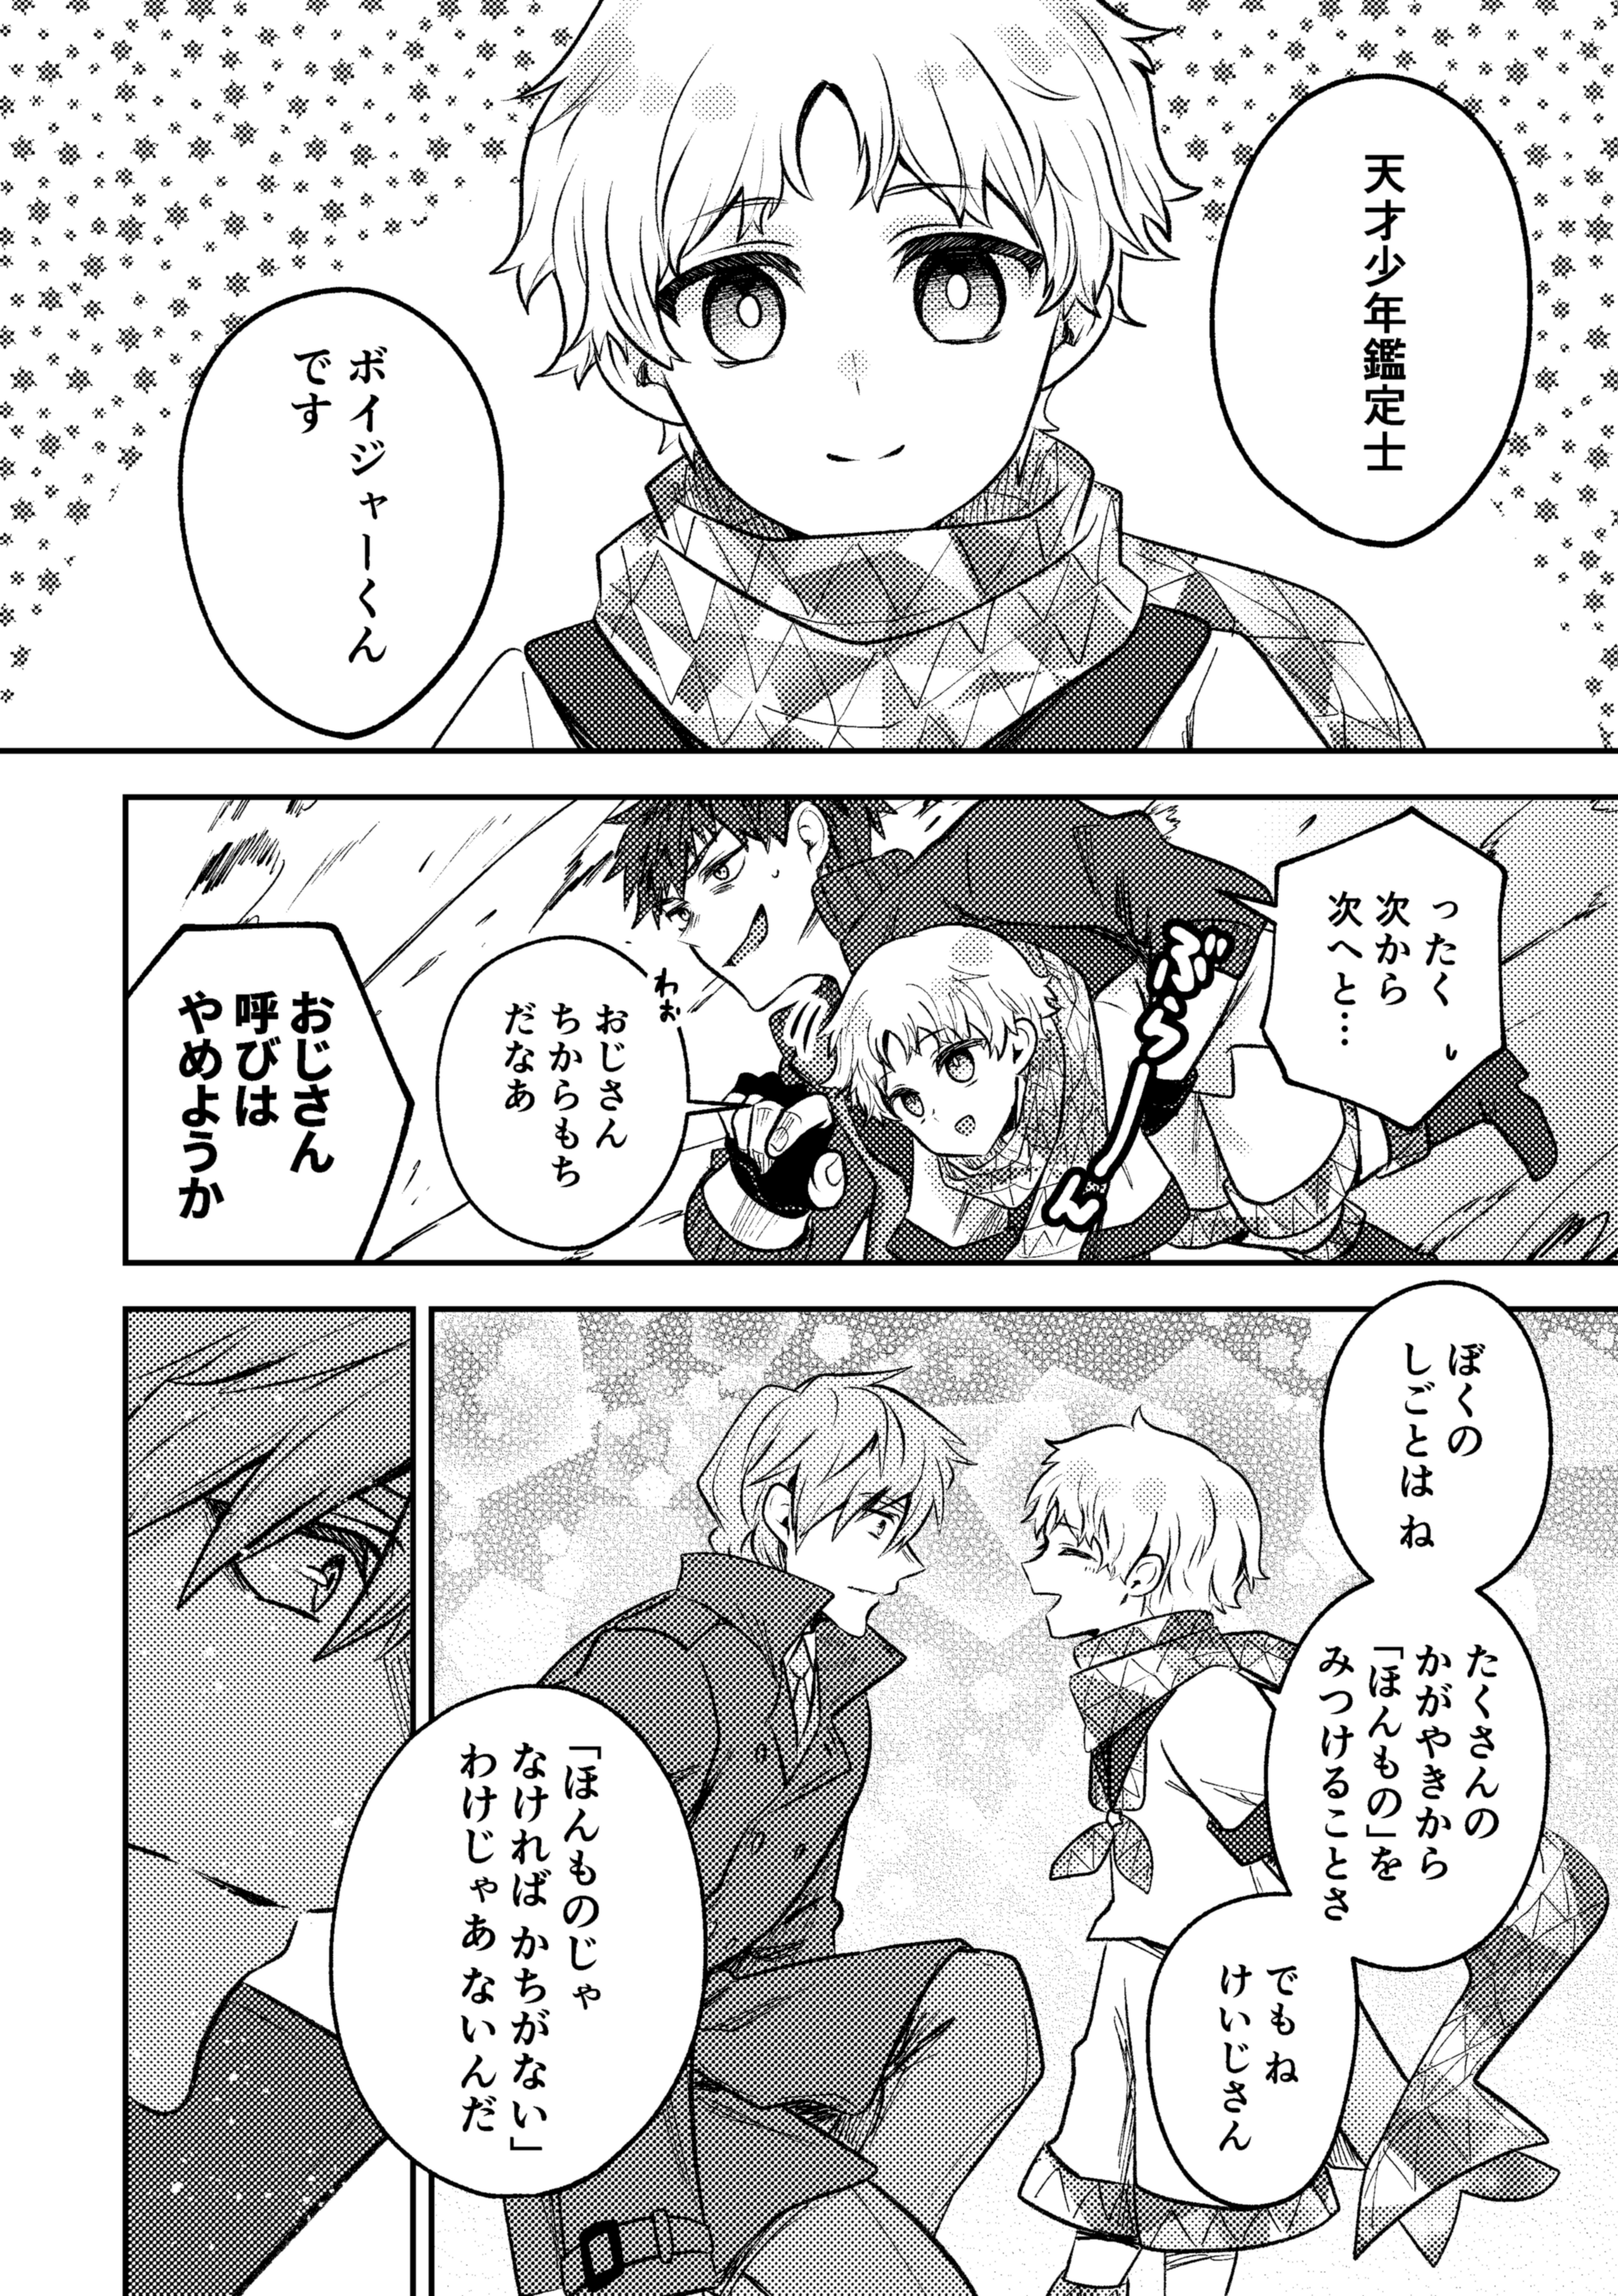 天才少年鑑定士
ボイジャーくん
です
ったく
次から
次へと…
ぶらーーん
わぉ
おじさん
ちからもち
だなあ
おじさん
呼びは
やめようか
ぼくの
しごとは ね
たくさんの
かがやきから
「ほんもの」を
みつけることさ
でも ね
けいじさん
「ほんものじゃ
なければ かちがない」
わけじゃあ ないんだ